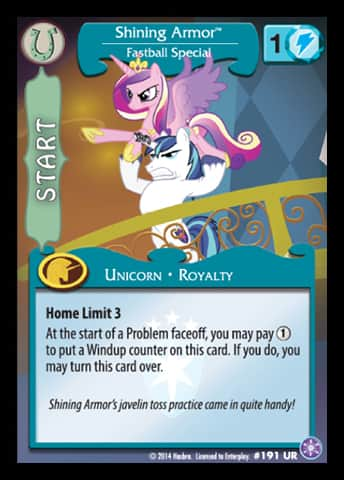 Shining Armor™
Fastball Special
1
START
UNICORN • ROYALTY
Home Limit 3
At the start of a Problem faceoff, you may pay 1
to put a Windup counter on this card. If you do, you
may turn this card over.
Shining Armor's javelin toss practice came in quite handy!
© 2014 Hasbro. Licensed to Enterplay. #191 UR